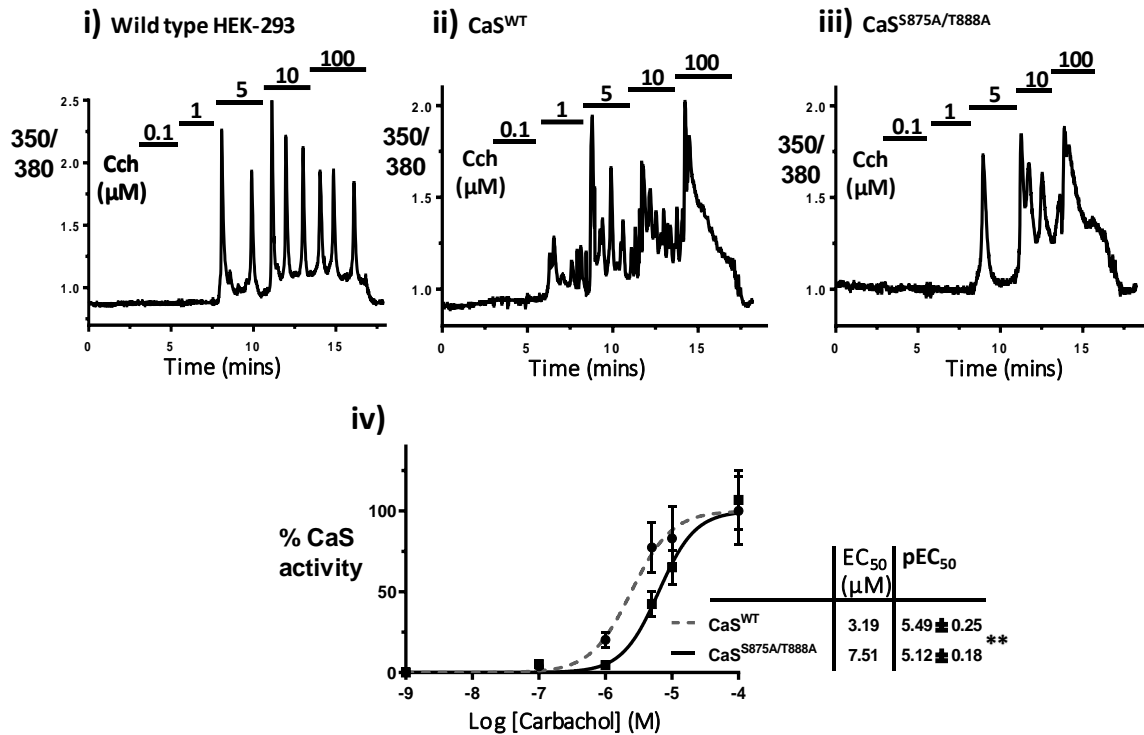 i) Wild type HEK-293
2.5
350/
380
2.0
1.5
1.0
Cch
(µM)
0.1
1
5
10
100
0
5
10
15
Time (mins)
ii) CaS^WT
2.0
350/
380
1.5
1.0
Cch
(µM)
0.1
1
5
10
100
0
5
10
15
Time (mins)
iii) CaS^S875A/T888A
2.0
350/
380
1.5
1.0
Cch
(µM)
0.1
1
5
10
100
0
5
10
15
Time (mins)
iv)
100
% CaS
activity
50
0
-9
-8
-7
-6
-5
-4
Log [Carbachol] (M)
EC50 (µM) pEC50
CaS^WT 3.19 5.49 ± 0.25
CaS^S875A/T888A 7.51 5.12 ± 0.18
**